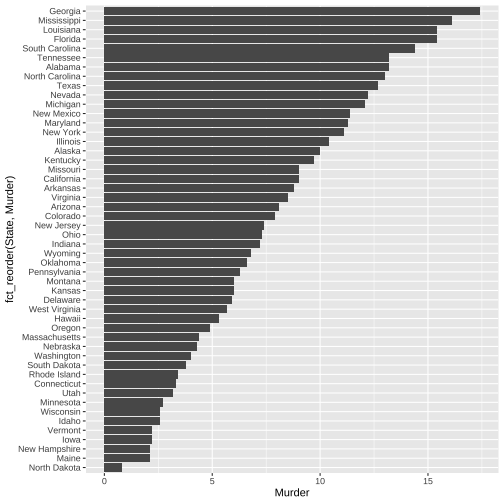 Georgia
Mississippi
Louisiana
Florida
South Carolina
Tennessee
Alabama
North Carolina
Texas
Nevada
Michigan
New Mexico
Maryland
New York
Illinois
Alaska
Kentucky
Missouri
California
Arkansas
Virginia
Arizona
Colorado
New Jersey
Ohio
Indiana
Wyoming
Oklahoma
Pennsylvania
Montana
Kansas
Delaware
West Virginia
Hawaii
Oregon
Massachusetts
Nebraska
Washington
South Dakota
Rhode Island
Connecticut
Utah
Minnesota
Wisconsin
Idaho
Vermont
Iowa
New Hampshire
Maine
North Dakota
fct_reorder(State, Murder)
0 5 10 15
Murder